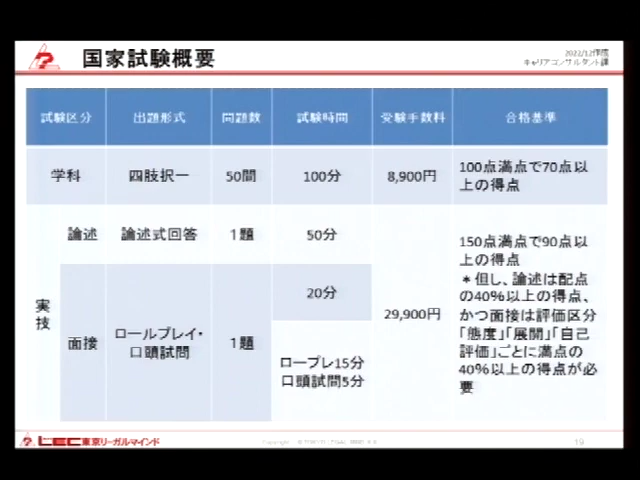 国家試験概要
2022/12作成
キャリアコンサルタント課
試験区分 出題形式 問題数 試験時間 受験手数料 合格基準
学科 四肢択一 50問 100分 8,900円 100点満点で70点以
上の得点
実技
論述 論述式回答 1題 50分
面接 ロールプレイ・
口頭試問
1題
20分
ロープレ15分
口頭試問5分
29,900円
150点満点で90点以
上の得点
＊但し、論述は配点
の40%以上の得点、
かつ面接は評価区分
「態度」「展開」「自己
評価」ごとに満点の
40%以上の得点が必
要
LEC東京リーガルマインド
Copyright
19